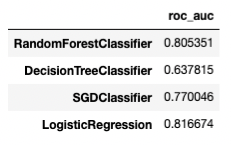 roc_auc
RandomForestClassifier 0.805351
DecisionTreeClassifier 0.637815
SGDClassifier 0.770046
LogisticRegression 0.816674